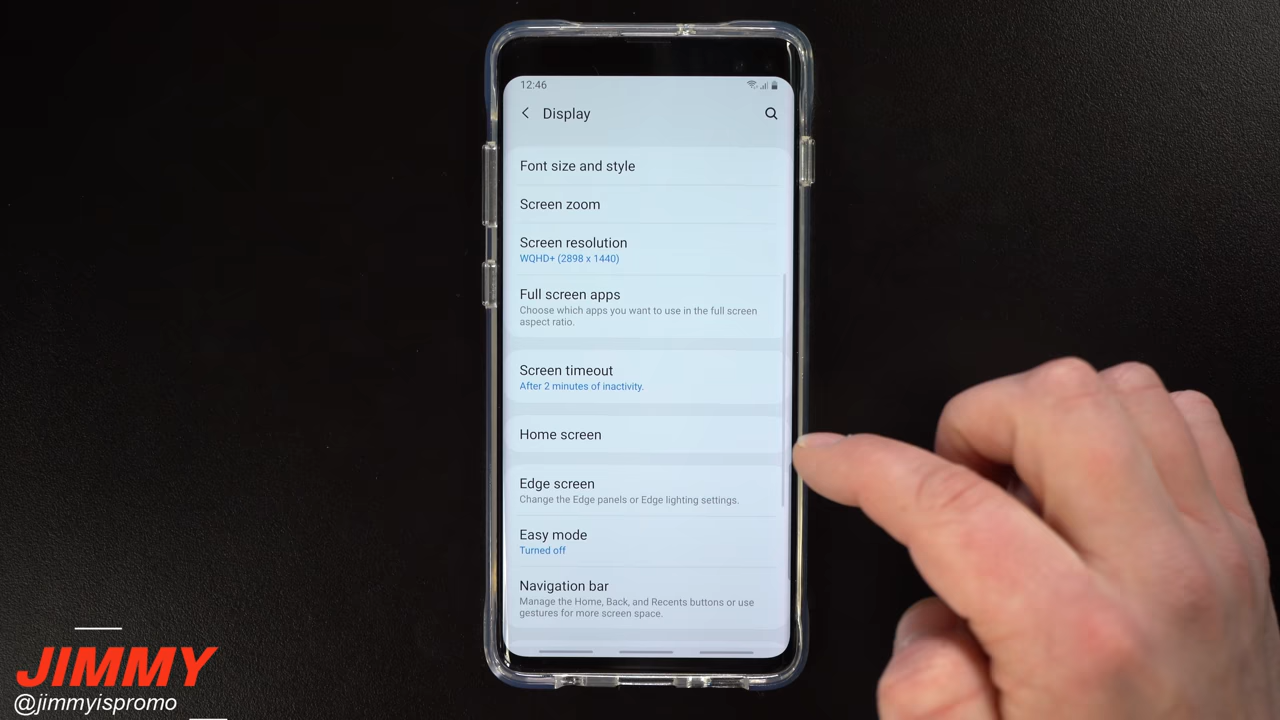 12:46
Display
Font size and style
Screen zoom
Screen resolution
WQHD+ (2898 x 1440)
Full screen apps
Choose which apps you want to use in the full screen
aspect ratio.
Screen timeout
After 2 minutes of inactivity.
Home screen
Edge screen
Change the Edge panels or Edge lighting settings.
Easy mode
Turned off
Navigation bar
Manage the Home, Back, and Recents buttons or use
gestures for more screen space.
JIMMY
@jimmyispromo